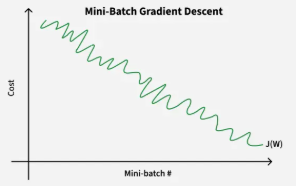 Mini-Batch Gradient Descent
Cost
J(W)
Mini-batch #